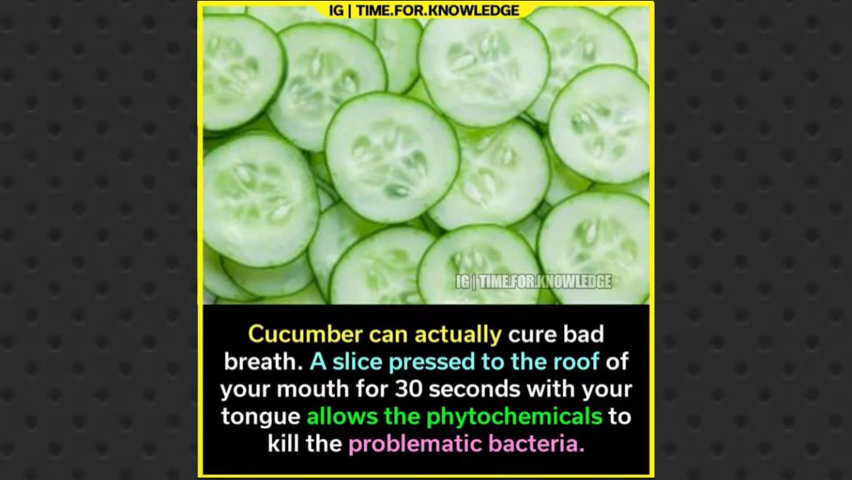 IG | TIME.FOR.KNOWLEDGE
IG | TIME.FOR.KNOWLEDGE
Cucumber can actually cure bad
breath. A slice pressed to the roof of
your mouth for 30 seconds with your
tongue allows the phytochemicals to
kill the problematic bacteria.